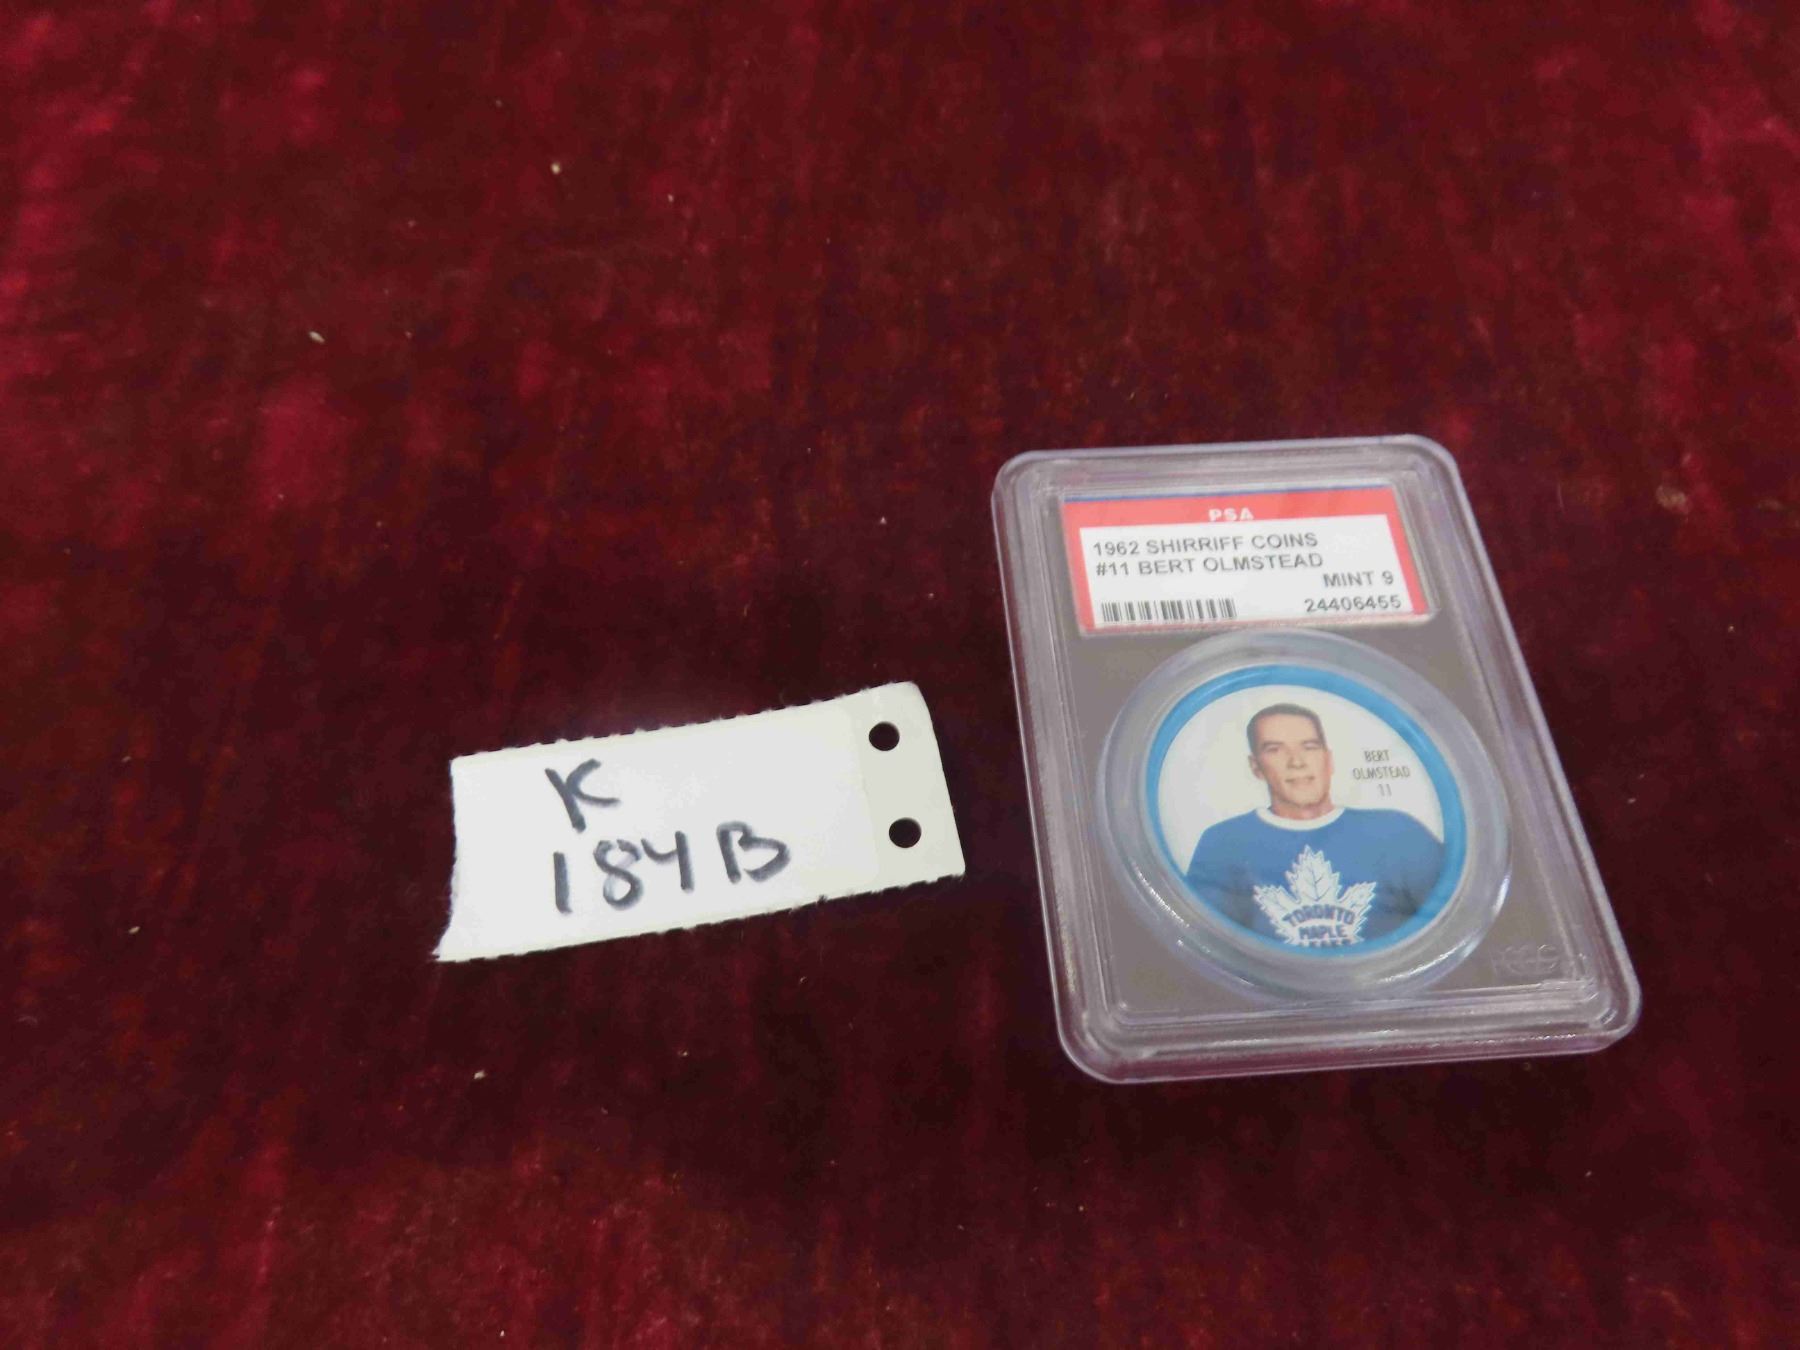 K
184B
PSA
1962 SHIRRIFF COINS
#11 BERT OLMSTEAD
MINT 9
24406455
BERT
OLMSTEAD
11
TORONTO
MAPLE